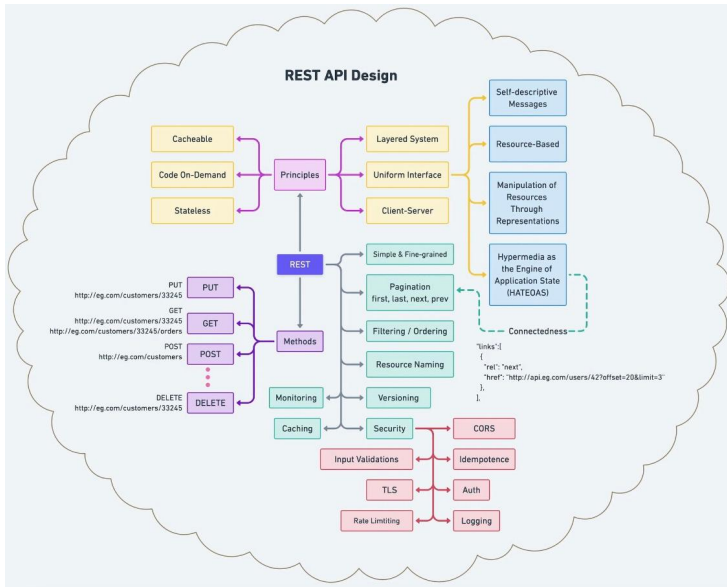 REST API Design
Cacheable
Code On-Demand
Stateless
Principles
Layered System
Uniform Interface
Client-Server
Self-descriptive
Messages
Resource-Based
Manipulation of
Resources
Through
Representations
Hypermedia as
the Engine of
Application State
(HATEOAS)
REST
Simple & Fine-grained
Pagination
first, last, next, prev
Filtering / Ordering
Resource Naming
Monitoring
Versioning
Caching
Security
Connectedness
"links":[
{
"rel": "next",
"href": "http://api.eg.com/users/42?offset=20&limit=3"
},
],
Methods
PUT
http://eg.com/customers/33245
PUT
GET
http://eg.com/customers/33245
http://eg.com/customers/33245/orders
GET
POST
http://eg.com/customers
POST
DELETE
http://eg.com/customers/33245
DELETE
CORS
Input Validations
Idempotence
TLS
Auth
Rate Limtiting
Logging